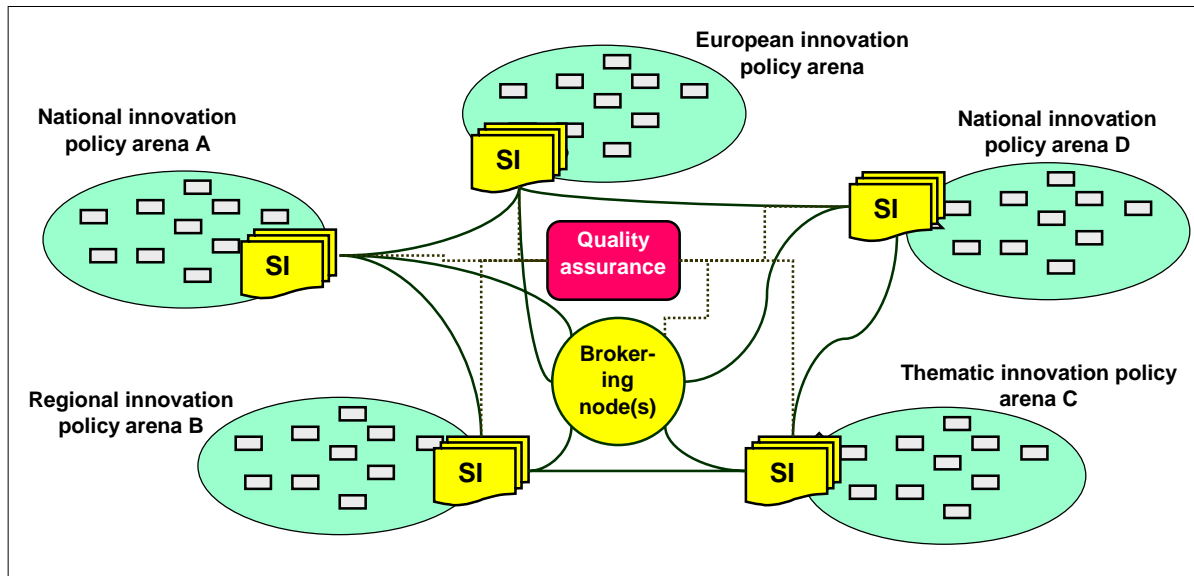 European innovation
policy arena
National innovation
policy arena A
National innovation
policy arena D
SI
SI
SI
Quality
assurance
Broker-
ing
node(s)
Regional innovation
policy arena B
Thematic innovation policy
arena C
SI
SI